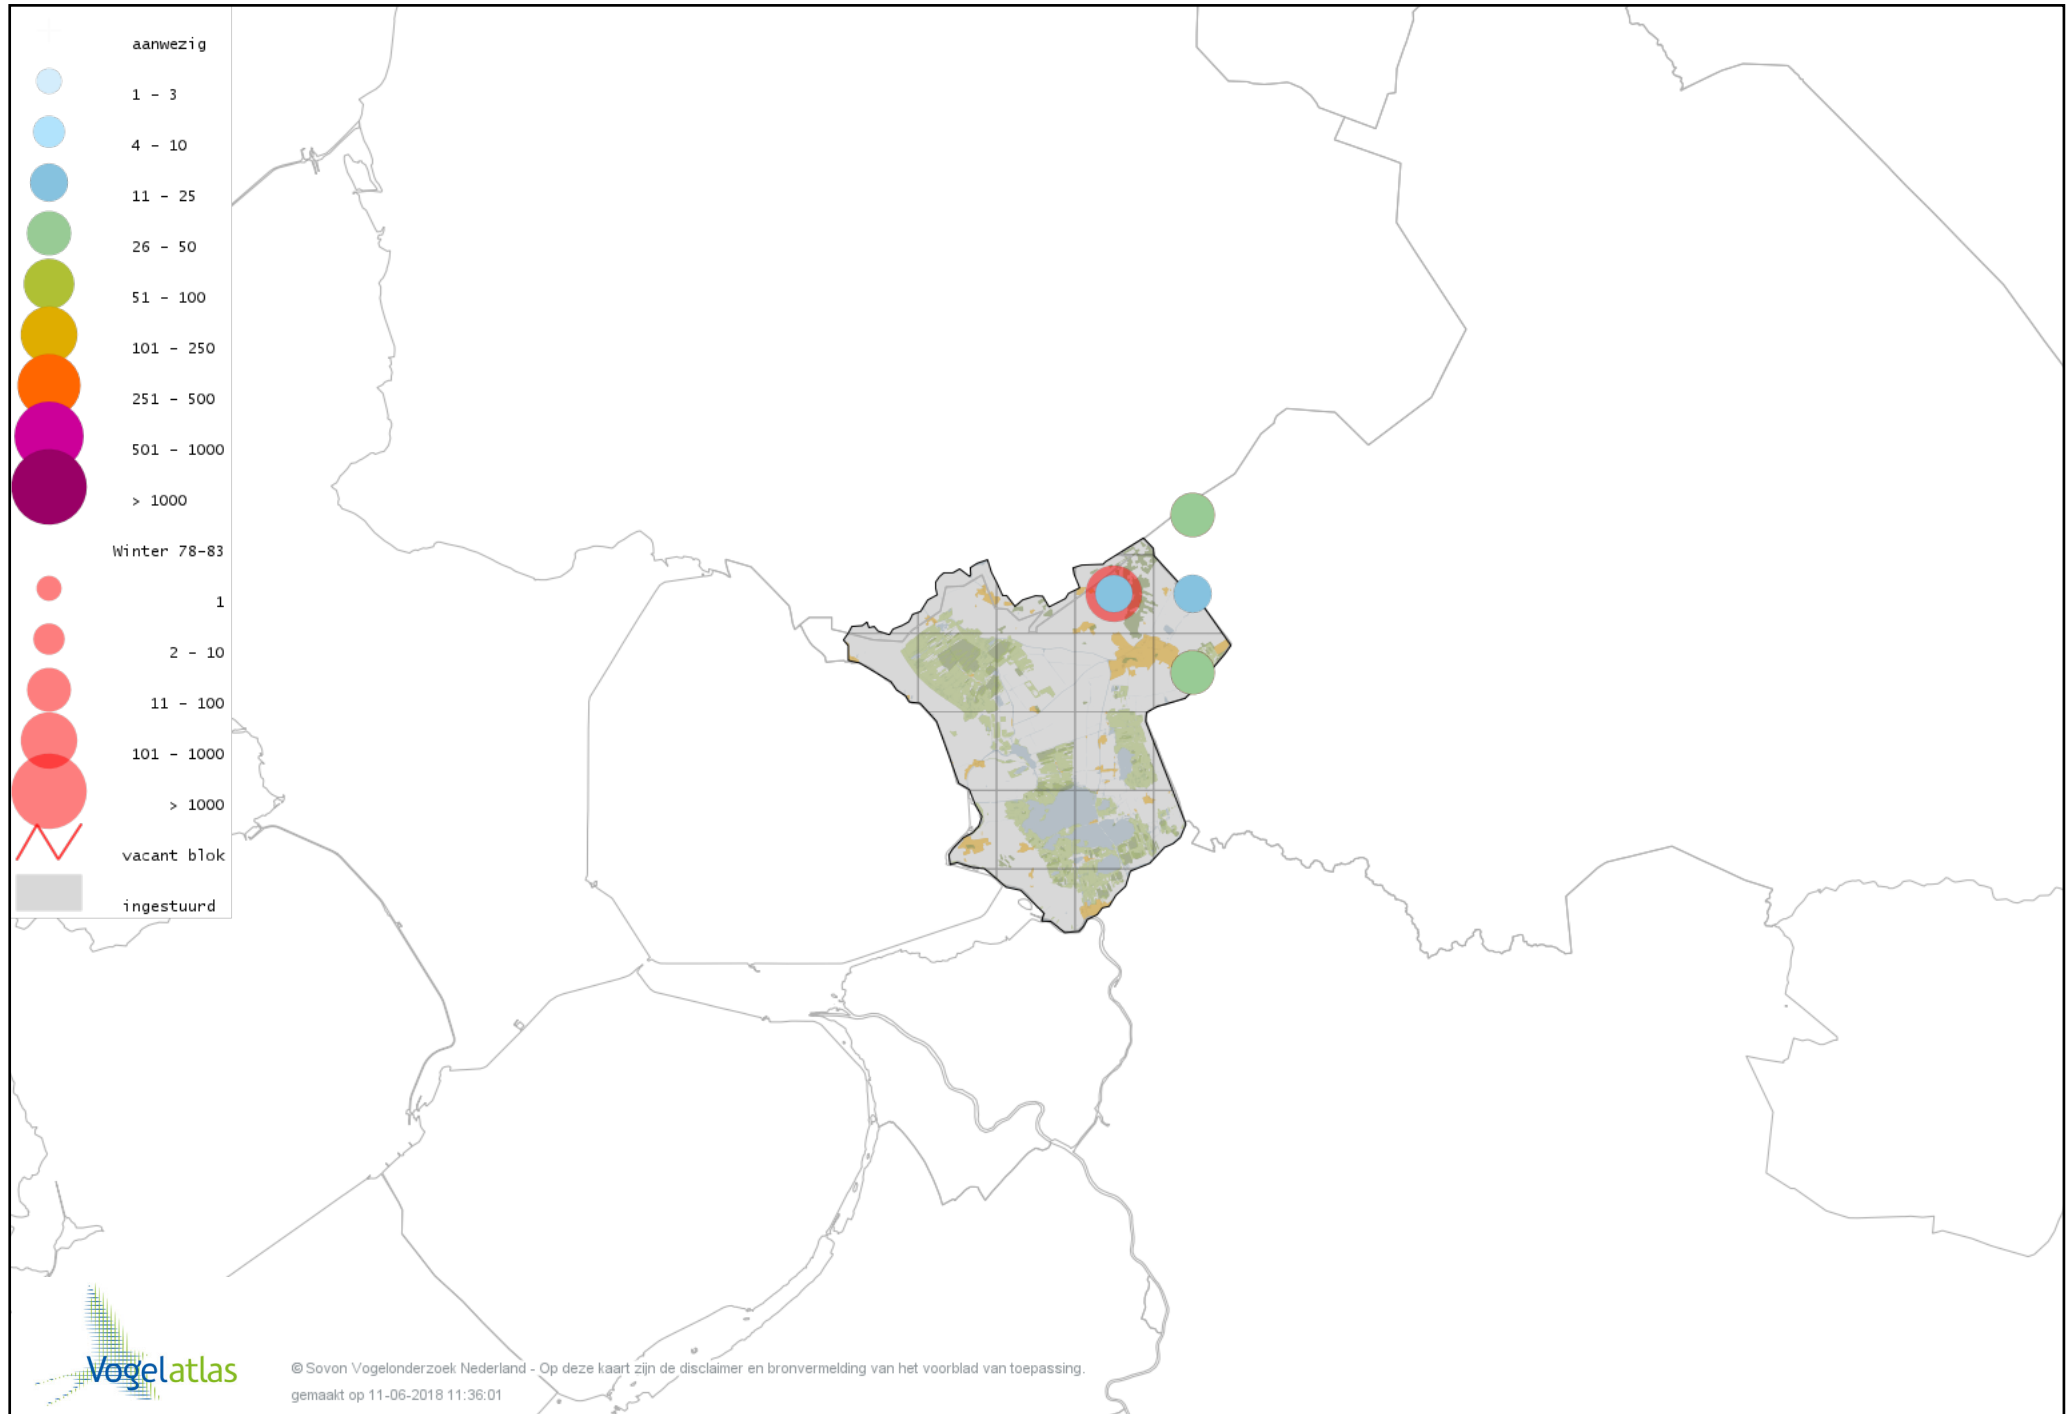 aanwezig
1 - 3
4 - 10
11 - 25
26 - 50
51 - 100
101 - 250
251 - 500
501 - 1000
> 1000
Winter 78-83
1
2 - 10
11 - 100
101 - 1000
> 1000
vacant blok
ingestuurd
Vogelatlas
© Sovon Vogelonderzoek Nederland - Op deze kaart zijn de disclaimer en bronvermelding van het voorblad van toepassing.
gemaakt op 11-06-2018 11:36:01